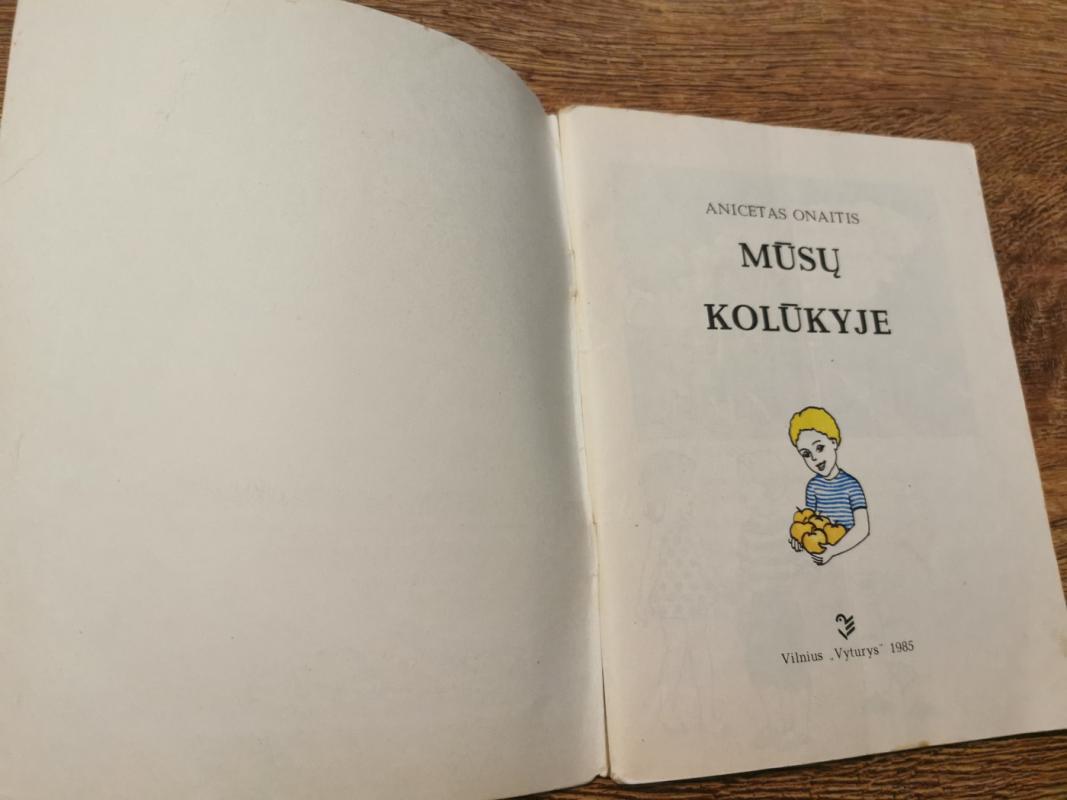 ANICETAS ONAITIS
MŪSŲ
KOLŪKYJE
Vilnius „Vyturys“ 1985